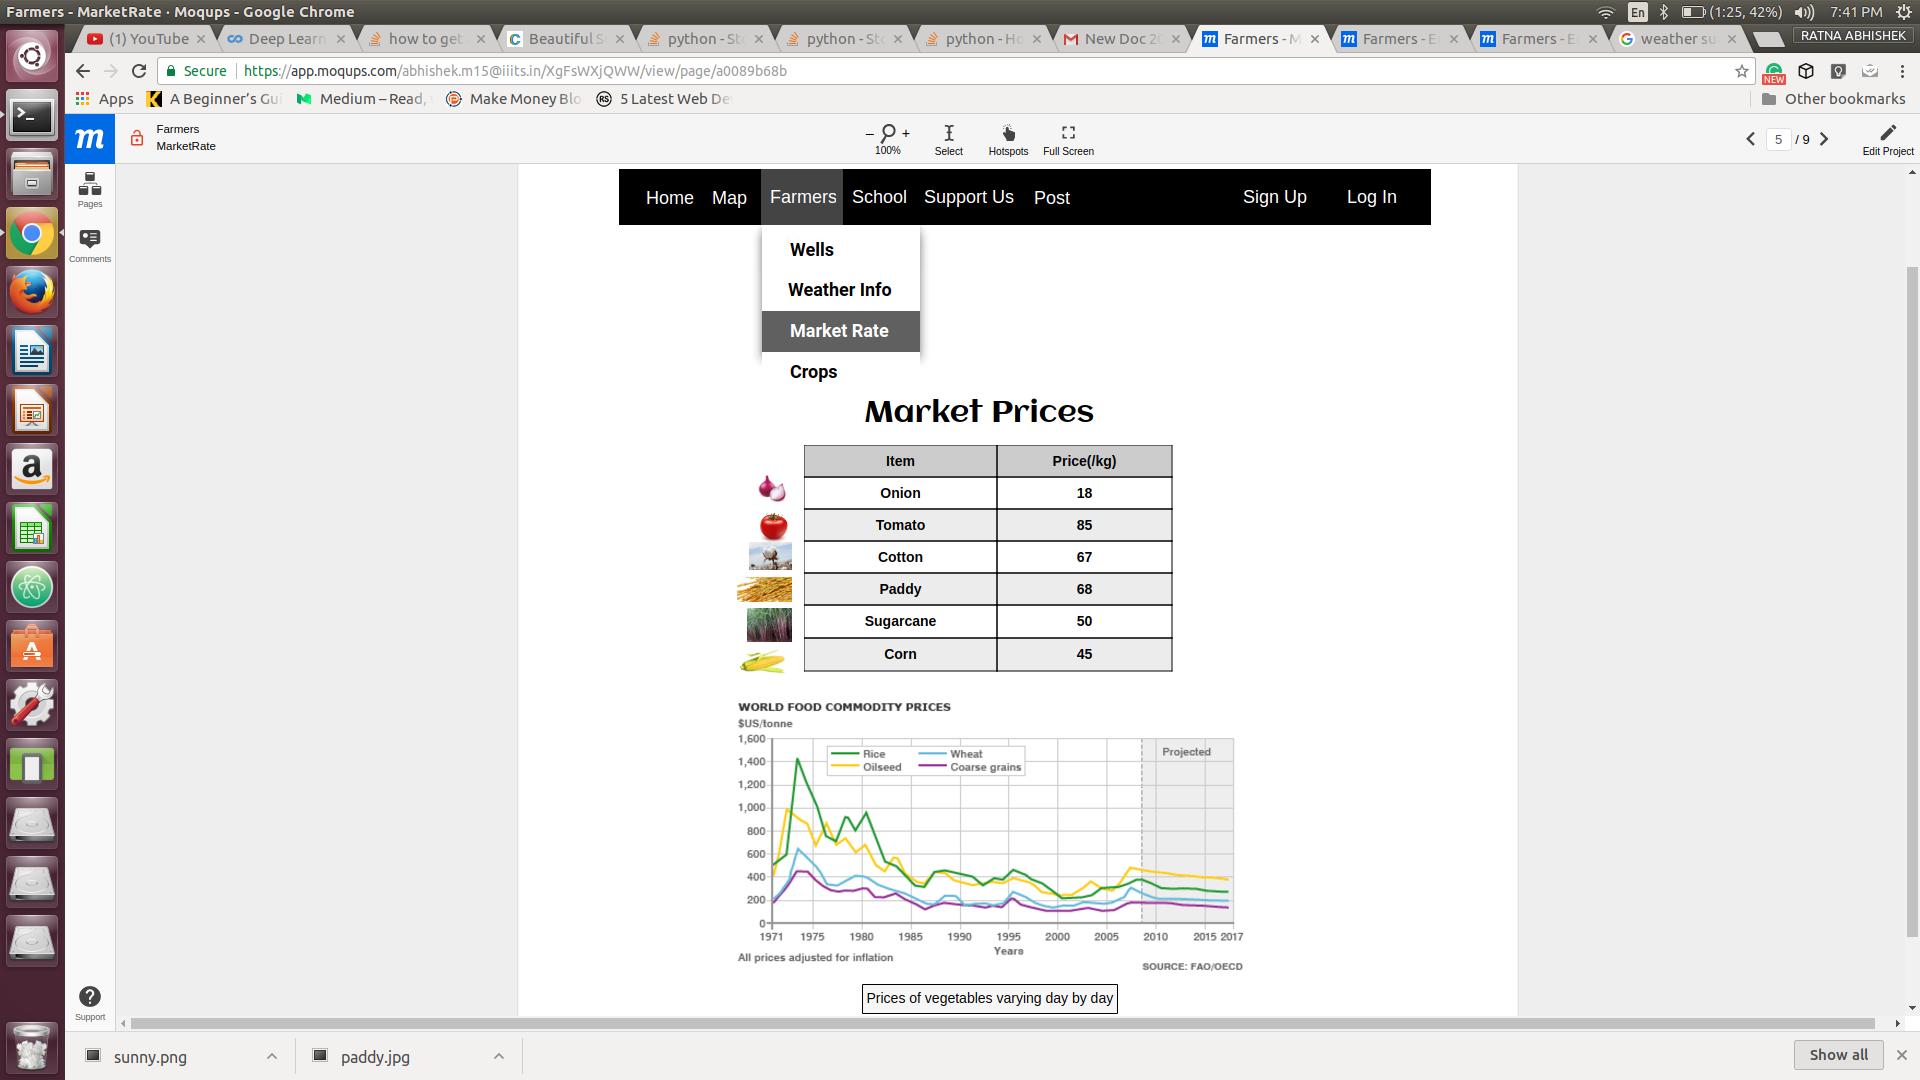 Farmers - MarketRate · Moqups - Google Chrome
En (1:25, 42%) 7:41 PM
(1) YouTube
Deep Learn
how to get
Beautiful S
python - St
python - St
python - Ho
New Doc 20
Farmers - M
Farmers - E
Farmers - E
weather su
RATNA ABHISHEK
Secure https://app.moqups.com/abhishek.m15@iiits.in/XgFsWXjQWW/view/page/a0089b68b
NEW
Apps
A Beginner's Gui
Medium – Read,
Make Money Blo
5 Latest Web De
Other bookmarks
Farmers
MarketRate
100%
Select
Hotspots
Full Screen
5 / 9
Edit Project
Pages
Comments
Support
Home Map Farmers School Support Us Post Sign Up Log In
Wells
Weather Info
Market Rate
Crops
Market Prices
Item Price(/kg)
Onion 18
Tomato 85
Cotton 67
Paddy 68
Sugarcane 50
Corn 45
WORLD FOOD COMMODITY PRICES
$US/tonne
1,600
1,400
1,200
1,000
800
600
400
200
0
Rice Wheat
Oilseed Coarse grains
Projected
1971 1975 1980 1985 1990 1995 2000 2005 2010 2015 2017
Years
All prices adjusted for inflation
SOURCE: FAO/OECD
Prices of vegetables varying day by day
sunny.png
paddy.jpg
Show all